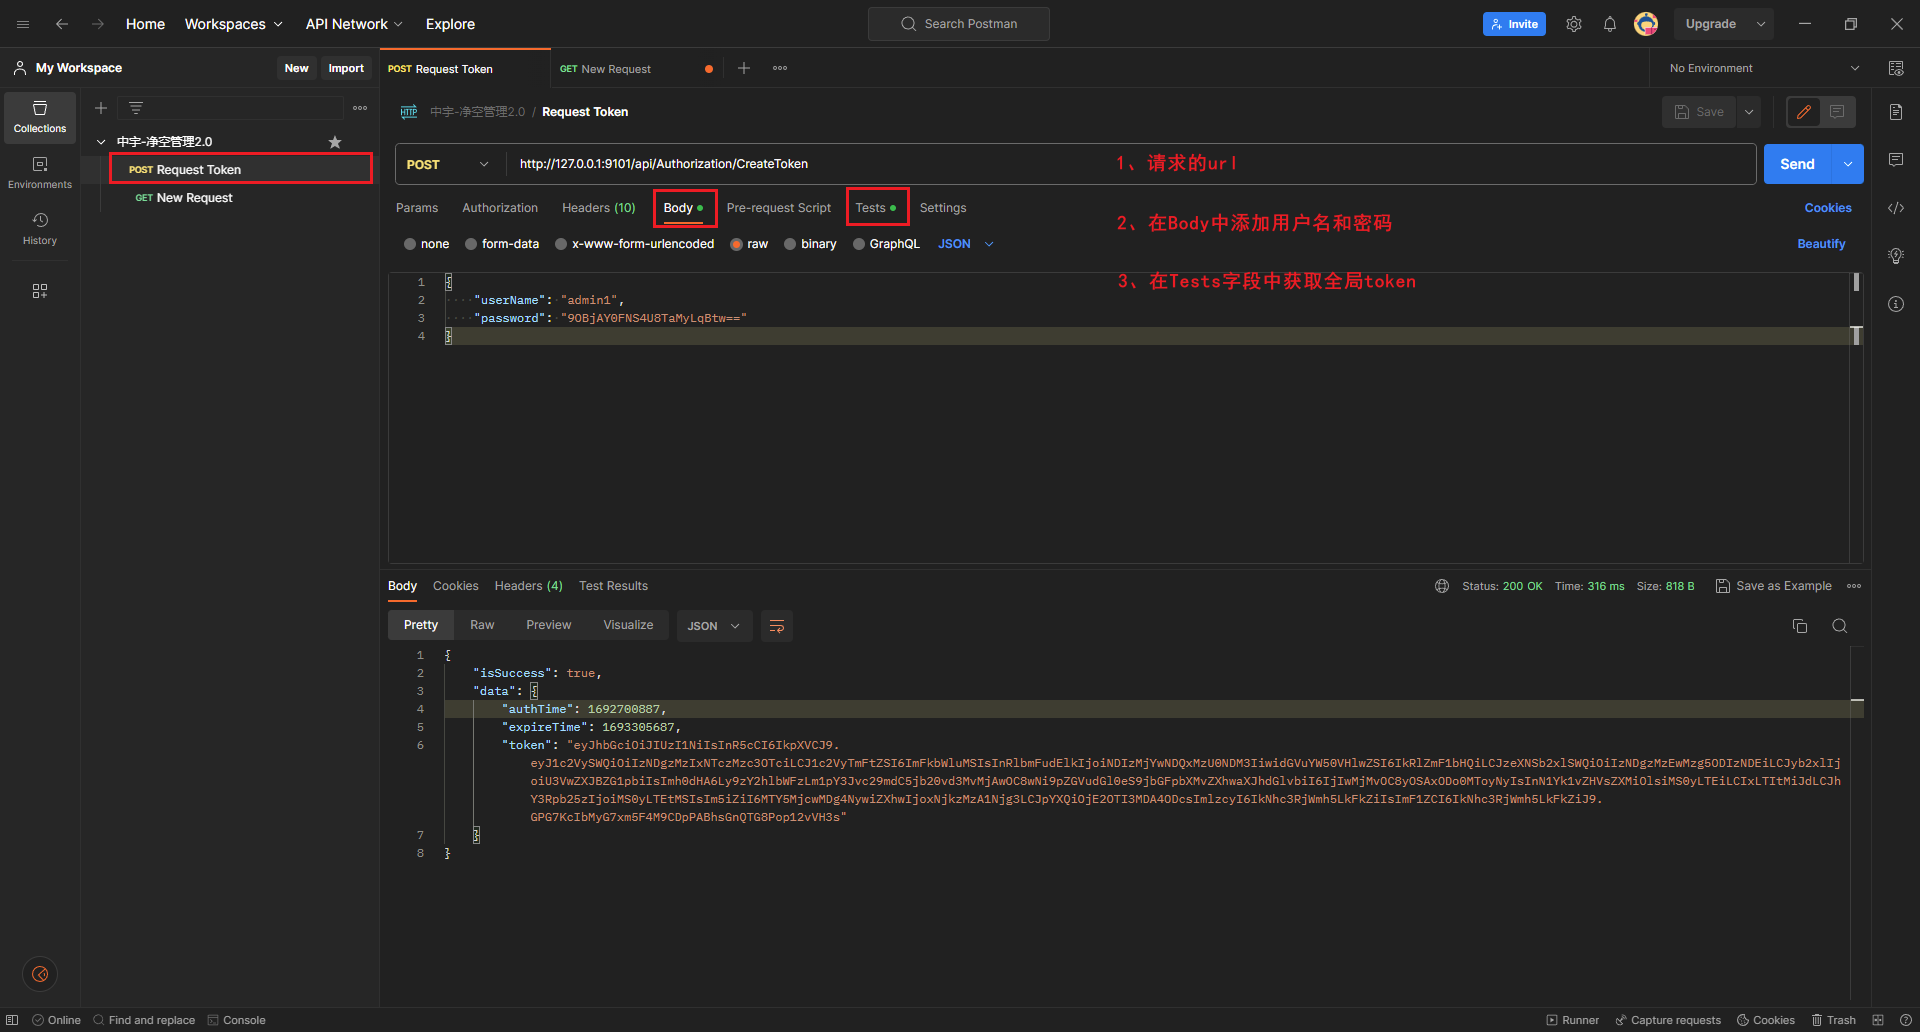 Home Workspaces API Network Explore Search Postman Invite Upgrade
My Workspace New Import POST Request Token GET New Request No Environment
Collections
Environments
History
中宇-净空管理2.0
POST Request Token
GET New Request
HTTP 中宇-净空管理2.0 / Request Token Save
POST http://127.0.0.1:9101/api/Authorization/CreateToken 1、请求的url Send
Params Authorization Headers (10) Body Pre-request Script Tests Settings Cookies
2、在Body中添加用户名和密码
none form-data x-www-form-urlencoded raw binary GraphQL JSON Beautify
3、在Tests字段中获取全局token
1 {
2 "userName": "admin1",
3 "password": "9OBjAY0FNS4U8TaMyLqBtw=="
4 }
Body Cookies Headers (4) Test Results Status: 200 OK Time: 316 ms Size: 818 B Save as Example
Pretty Raw Preview Visualize JSON
1 {
2 "isSuccess": true,
3 "data": {
4 "authTime": 1692700887,
5 "expireTime": 1693305687,
6 "token": "eyJhbGciOiJIUzI1NiIsInR5cCI6IkpXVCJ9.
GPG7KcIbMyG7xm5F4M9CDpPABhsGnQTG8Pop12vVH3s"
7 }
8 }
Online Find and replace Console Runner Capture requests Cookies Trash